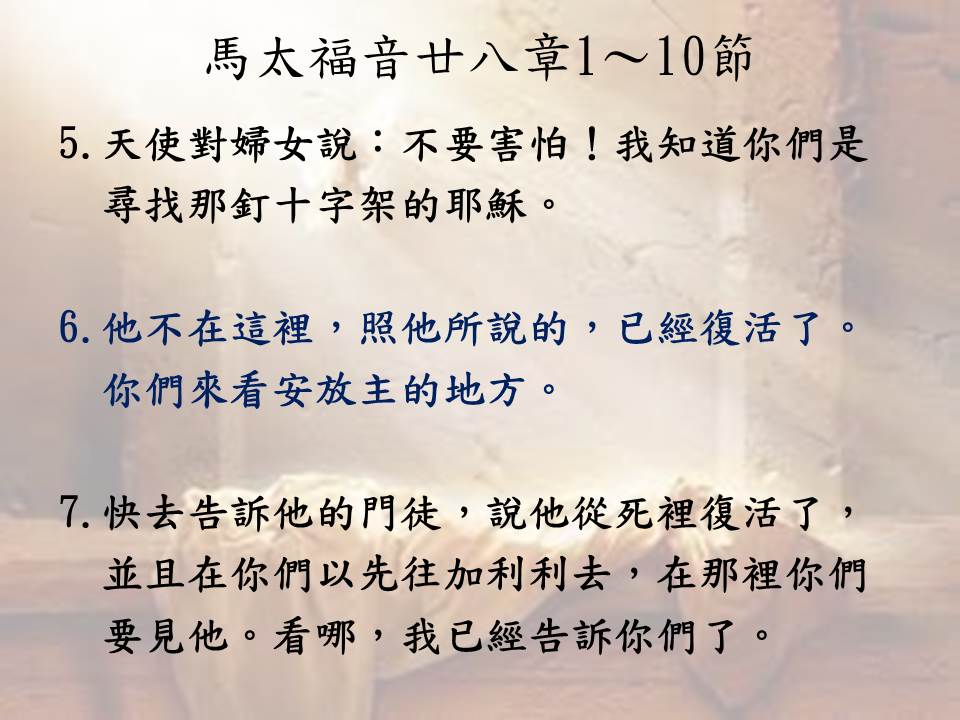 馬太福音廿八章1～10節
5.天使對婦女說：不要害怕！我知道你們是
尋找那釘十字架的耶穌。
6.他不在這裡，照他所說的，已經復活了。
你們來看安放主的地方。
7.快去告訴他的門徒，說他從死裡復活了，
並且在你們以先往加利利去，在那裡你們
要見他。看哪，我已經告訴你們了。